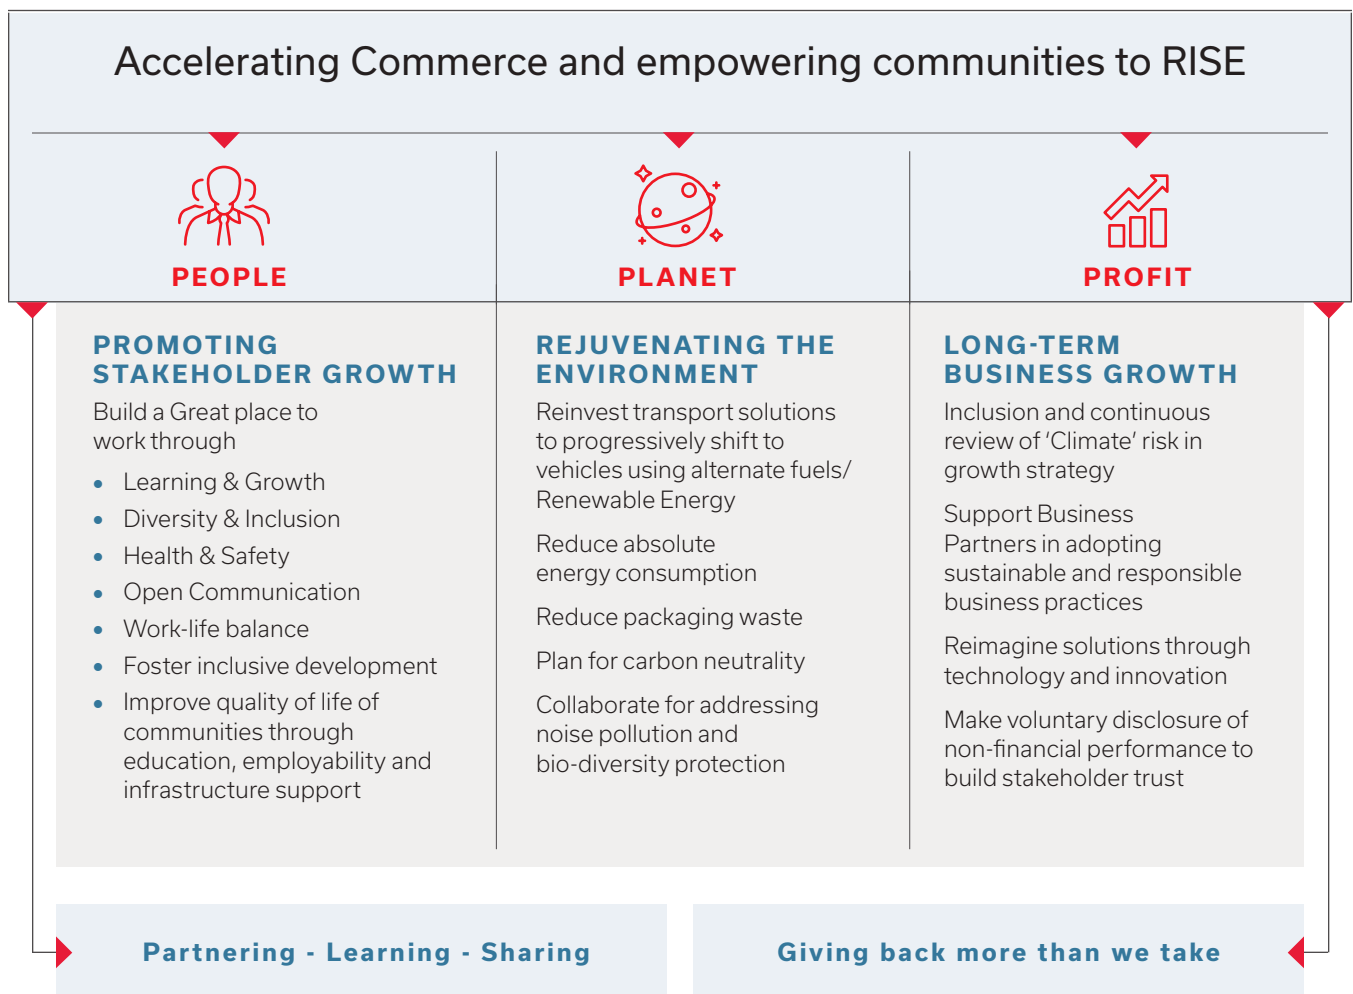 Accelerating Commerce and empowering communities to RISE
PEOPLE
PLANET
PROFIT
PROMOTING
STAKEHOLDER GROWTH
Build a Great place to
work through
• Learning & Growth
• Diversity & Inclusion
• Health & Safety
• Open Communication
• Work-life balance
• Foster inclusive development
• Improve quality of life of
communities through
education, employability and
infrastructure support
REJUVENATING THE
ENVIRONMENT
Reinvest transport solutions
to progressively shift to
vehicles using alternate fuels/
Renewable Energy
Reduce absolute
energy consumption
Reduce packaging waste
Plan for carbon neutrality
Collaborate for addressing
noise pollution and
bio-diversity protection
LONG-TERM
BUSINESS GROWTH
Inclusion and continuous
review of ‘Climate’ risk in
growth strategy
Support Business
Partners in adopting
sustainable and responsible
business practices
Reimagine solutions through
technology and innovation
Make voluntary disclosure of
non-financial performance to
build stakeholder trust
Partnering - Learning - Sharing
Giving back more than we take